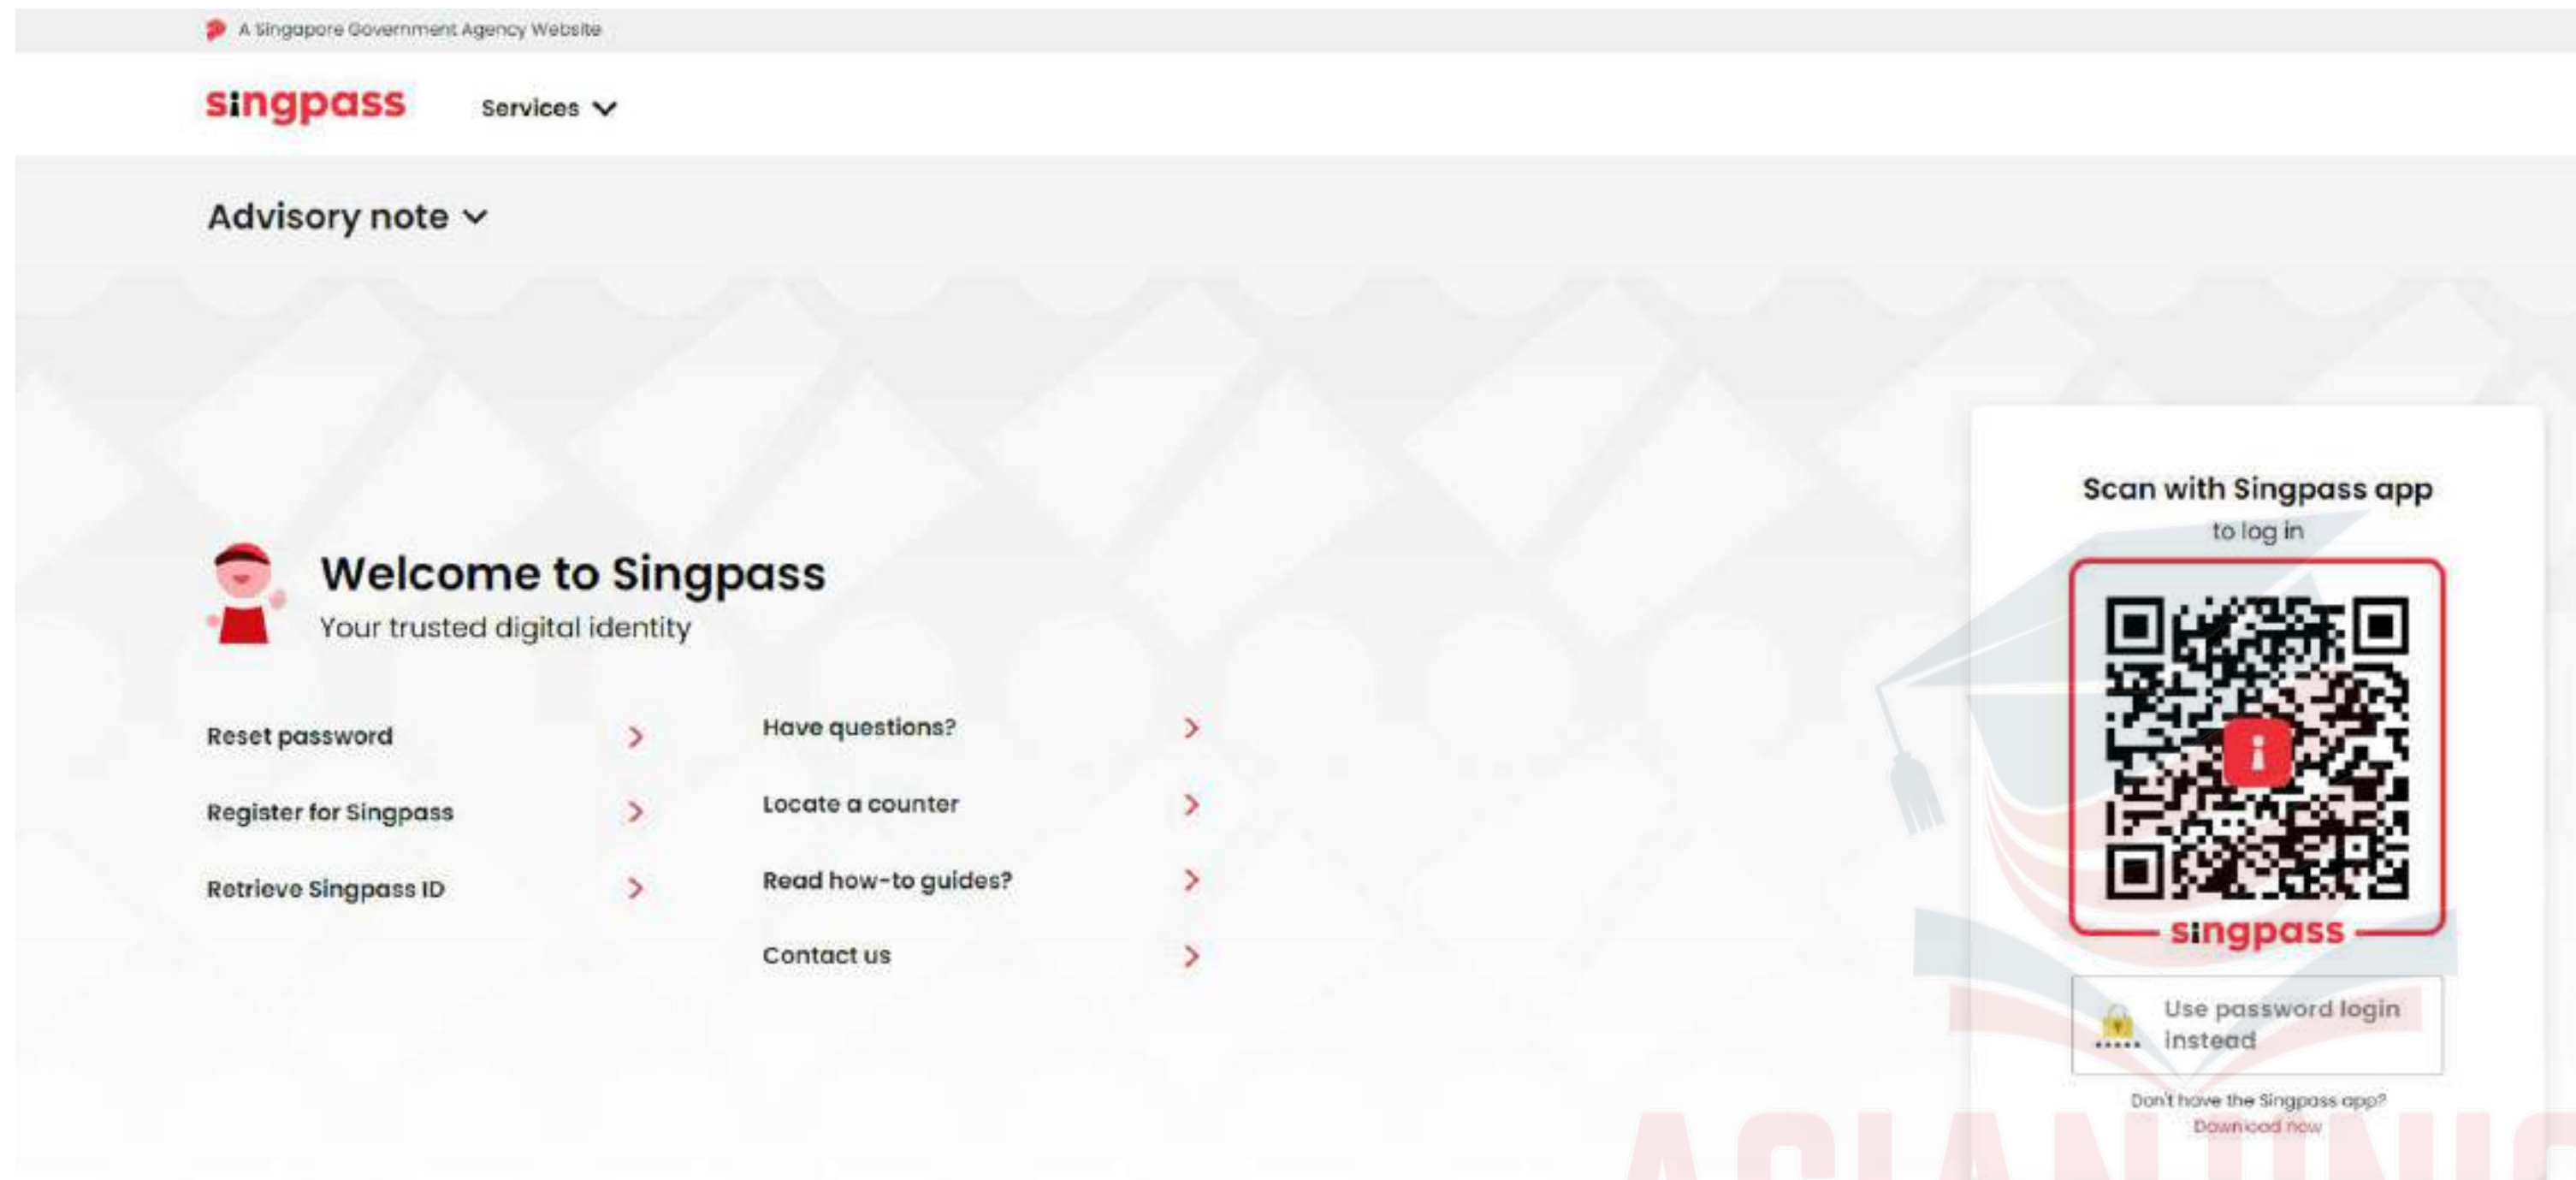 A Singapore Government Agency Website
singpass
Services
Advisory note
Welcome to Singpass
Your trusted digital identity
Reset password
Register for Singpass
Retrieve Singpass ID
Have questions?
Locate a counter
Read how-to guides?
Contact us
Scan with Singpass app
to log in
singpass
Use password login
instead
Don't have the Singpass app?
Download now